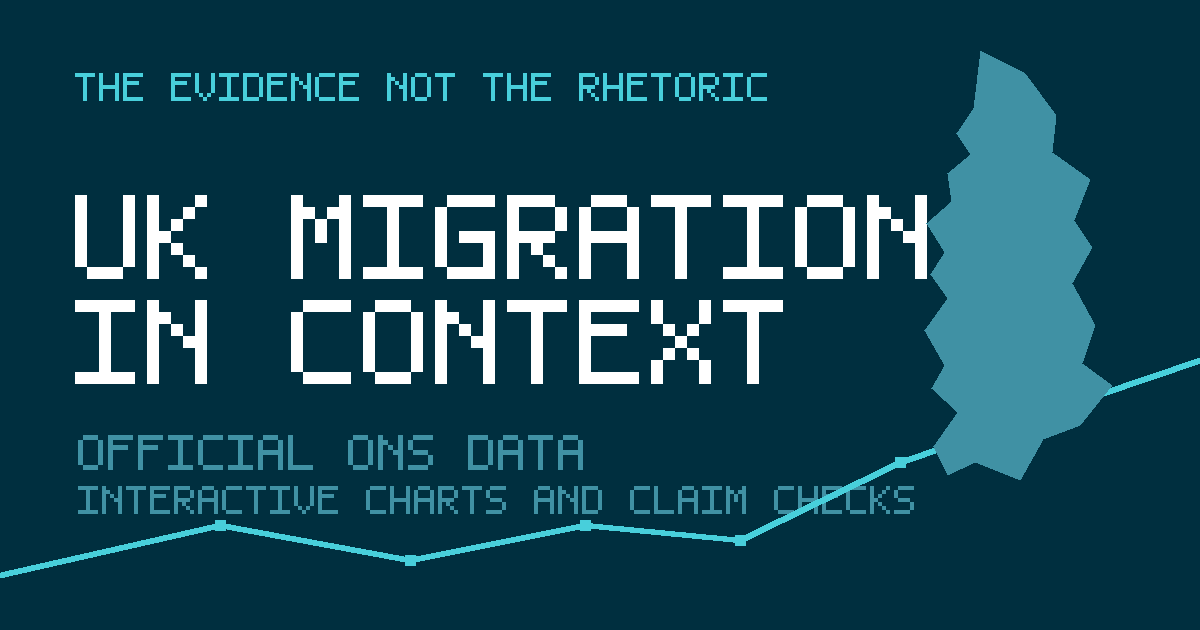 THE EVIDENCE NOT THE RHETORIC
UK MIGRATION
IN CONTEXT
OFFICIAL ONS DATA
INTERACTIVE CHARTS AND CLAIM CHECKS